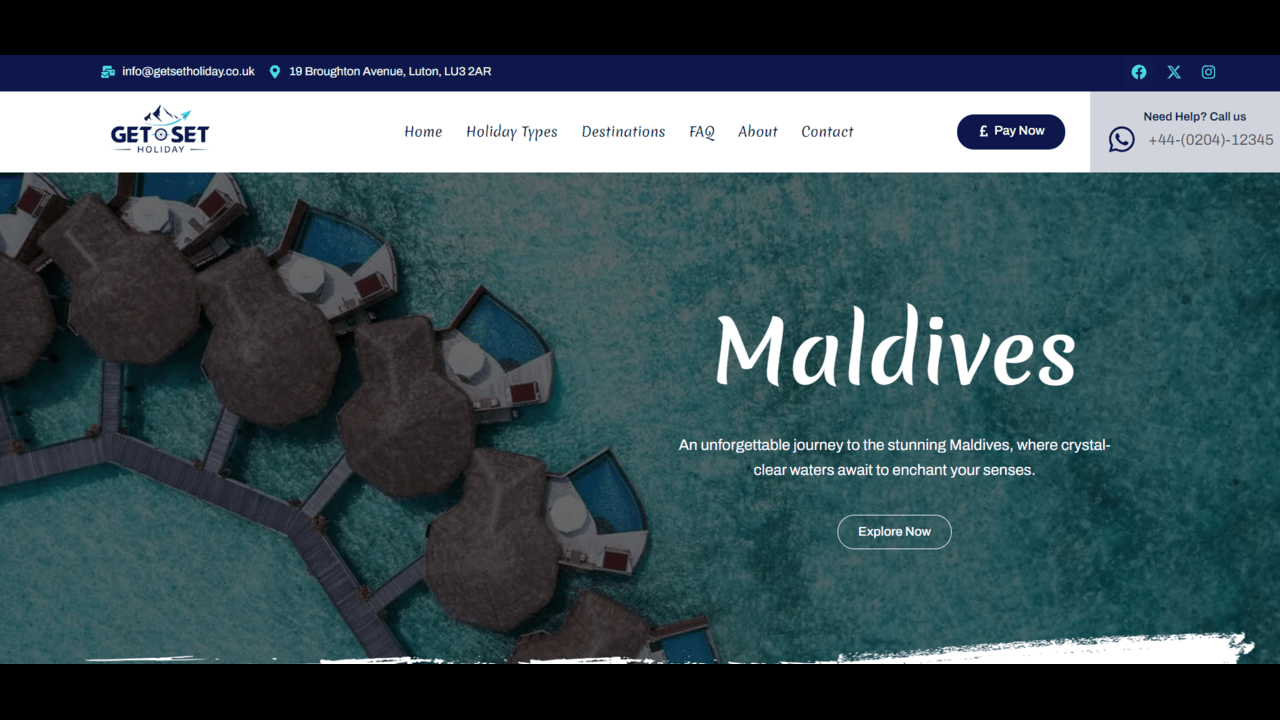 info@getsetholiday.co.uk
19 Broughton Avenue, Luton, LU3 2AR
GET SET
HOLIDAY
Home
Holiday Types
Destinations
FAQ
About
Contact
£ Pay Now
Need Help? Call us
+44-(0204)-12345
Maldives
An unforgettable journey to the stunning Maldives, where crystal-
clear waters await to enchant your senses.
Explore Now